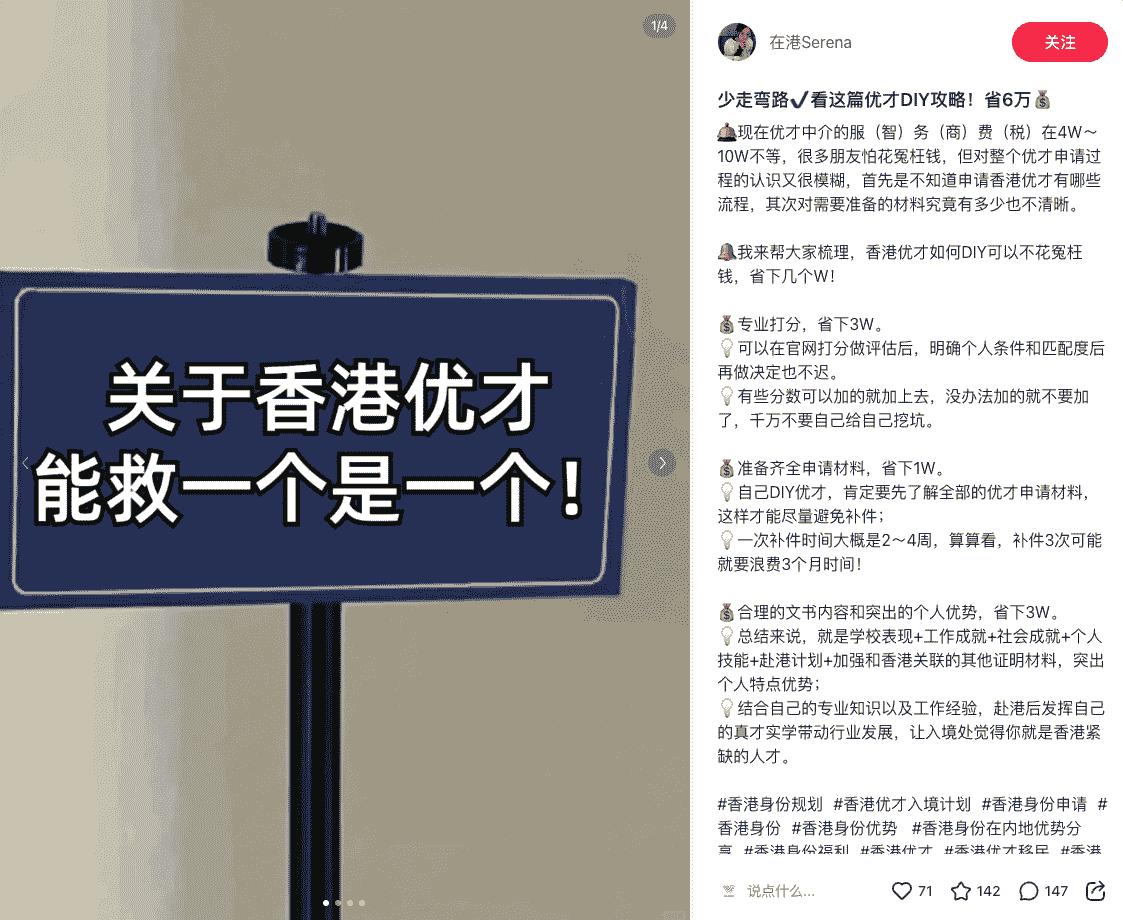 1/4
关于香港优才
能救一个是一个！
在港Serena
关注
少走弯路✔看这篇优才DIY攻略！省6万💰
🛎️现在优才中介的服（智）务（商）费（税）在4W～
10W不等，很多朋友怕花冤枉钱，但对整个优才申请过
程的认识又很模糊，首先是不知道申请香港优才有哪些
流程，其次对需要准备的材料究竟有多少也不清晰。
🔔我来帮大家梳理，香港优才如何DIY可以不花冤枉
钱，省下几个W！
💰专业打分，省下3W。
💡可以在官网打分做评估后，明确个人条件和匹配度后
再做决定也不迟。
💡有些分数可以加的就加上去，没办法加的就不要加
了，千万不要自己给自己挖坑。
💰准备齐全申请材料，省下1W。
💡自己DIY优才，肯定要先了解全部的优才申请材料，
这样才能尽量避免补件；
💡一次补件时间大概是2～4周，算算看，补件3次可能
就要浪费3个月时间！
💰合理的文书内容和突出的个人优势，省下3W。
💡总结来说，就是学校表现+工作成就+社会成就+个人
技能+赴港计划+加强和香港关联的其他证明材料，突出
个人特点优势；
💡结合自己的专业知识以及工作经验，赴港后发挥自己
的真才实学带动行业发展，让入境处觉得你就是香港紧
缺的人才。
#香港身份规划 #香港优才入境计划 #香港身份申请 #
香港身份 #香港身份优势 #香港身份在内地优势分
享 #香港身份福利 #香港优才 #香港优才移民 #香港
说点什么...
71
142
147